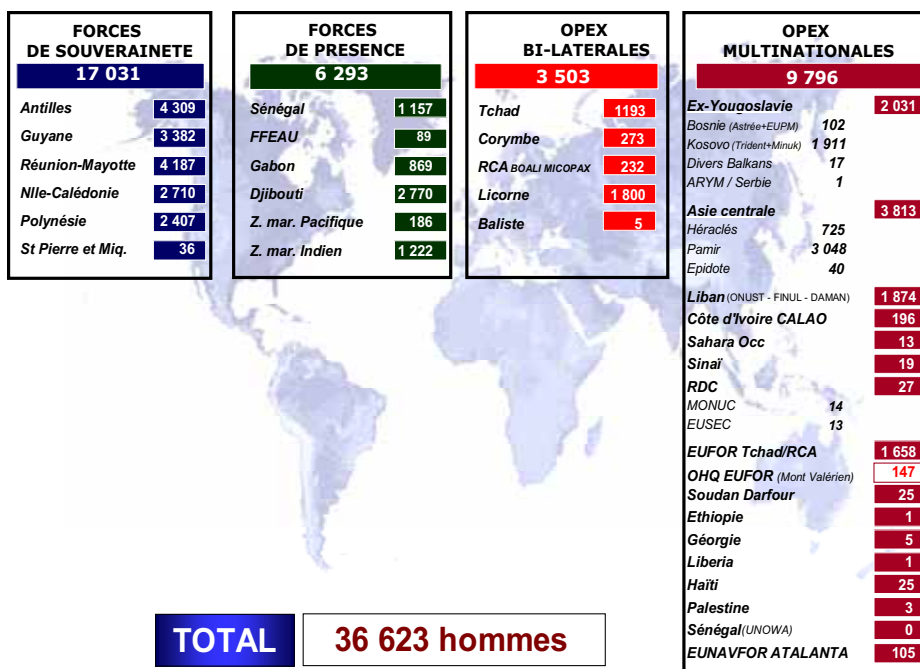 FORCES
DE SOUVERAINETE
17 031
Antilles 4 309
Guyane 3 382
Réunion-Mayotte 4 187
Nlle-Calédonie 2 710
Polynésie 2 407
St Pierre et Miq. 36
FORCES
DE PRESENCE
6 293
Sénégal 1 157
FFEAU 89
Gabon 869
Djibouti 2 770
Z. mar. Pacifique 186
Z. mar. Indien 1 222
OPEX
BI-LATERALES
3 503
Tchad 1193
Corymbe 273
RCA BOALI MICOPAX 232
Licorne 1 800
Baliste 5
OPEX
MULTINATIONALES
9 796
Ex-Yougoslavie 2 031
Bosnie (Astrée+EUPM) 102
Kosovo (Trident+Minuk) 1 911
Divers Balkans 17
ARYM / Serbie 1
Asie centrale 3 813
Héraclés 725
Pamir 3 048
Epidote 40
Liban (ONUST - FINUL - DAMAN) 1 874
Côte d'Ivoire CALAO 196
Sahara Occ 13
Sinaï 19
RDC 27
MONUC 14
EUSEC 13
EUFOR Tchad/RCA 1 658
OHQ EUFOR (Mont Valérien) 147
Soudan Darfour 25
Ethiopie 1
Géorgie 5
Liberia 1
Haïti 25
Palestine 3
Sénégal (UNOWA) 0
EUNAVFOR ATALANTA 105
TOTAL 36 623 hommes